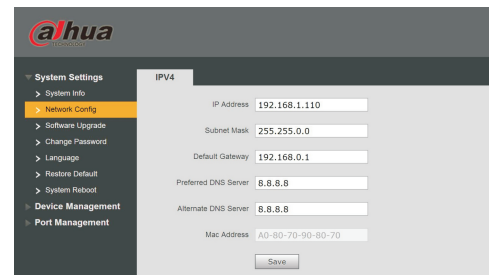 alhua
TECHNOLOGY
System Settings
System Info
Network Config
Software Upgrade
Change Password
Language
Restore Default
System Reboot
Device Management
Port Management
IPV4
IP Address 192.168.1.110
Subnet Mask 255.255.0.0
Default Gateway 192.168.0.1
Preferred DNS Server 8.8.8.8
Alternate DNS Server 8.8.8.8
Mac Address A0-80-70-90-80-70
Save